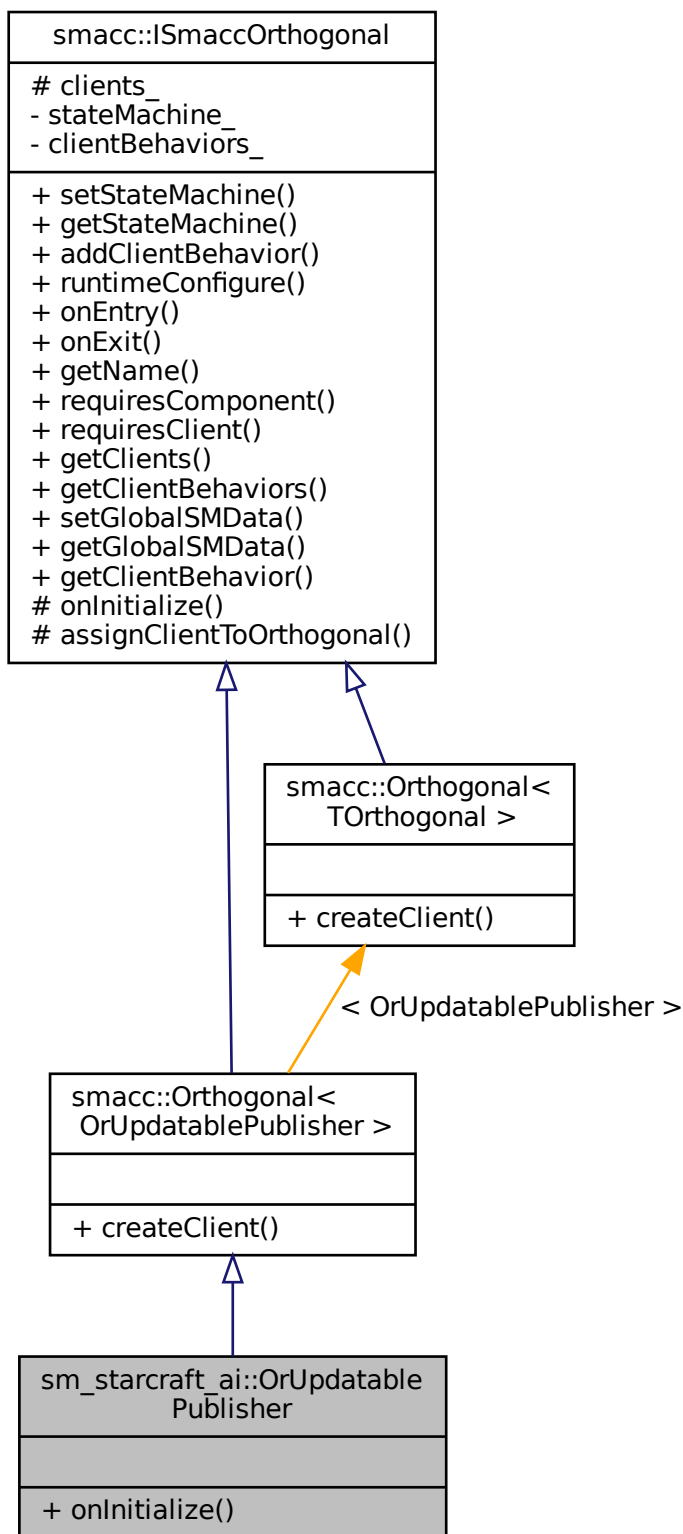 smacc::ISmaccOrthogonal
# clients_
- stateMachine_
- clientBehaviors_
+ setStateMachine()
+ getStateMachine()
+ addClientBehavior()
+ runtimeConfigure()
+ onEntry()
+ onExit()
+ getName()
+ requiresComponent()
+ requiresClient()
+ getClients()
+ getClientBehaviors()
+ setGlobalSMData()
+ getGlobalSMData()
+ getClientBehavior()
# onInitialize()
# assignClientToOrthogonal()
smacc::Orthogonal<
TOrthogonal >
+ createClient()
< OrUpdatablePublisher >
smacc::Orthogonal<
OrUpdatablePublisher >
+ createClient()
sm_starcraft_ai::OrUpdatable
Publisher
+ onInitialize()